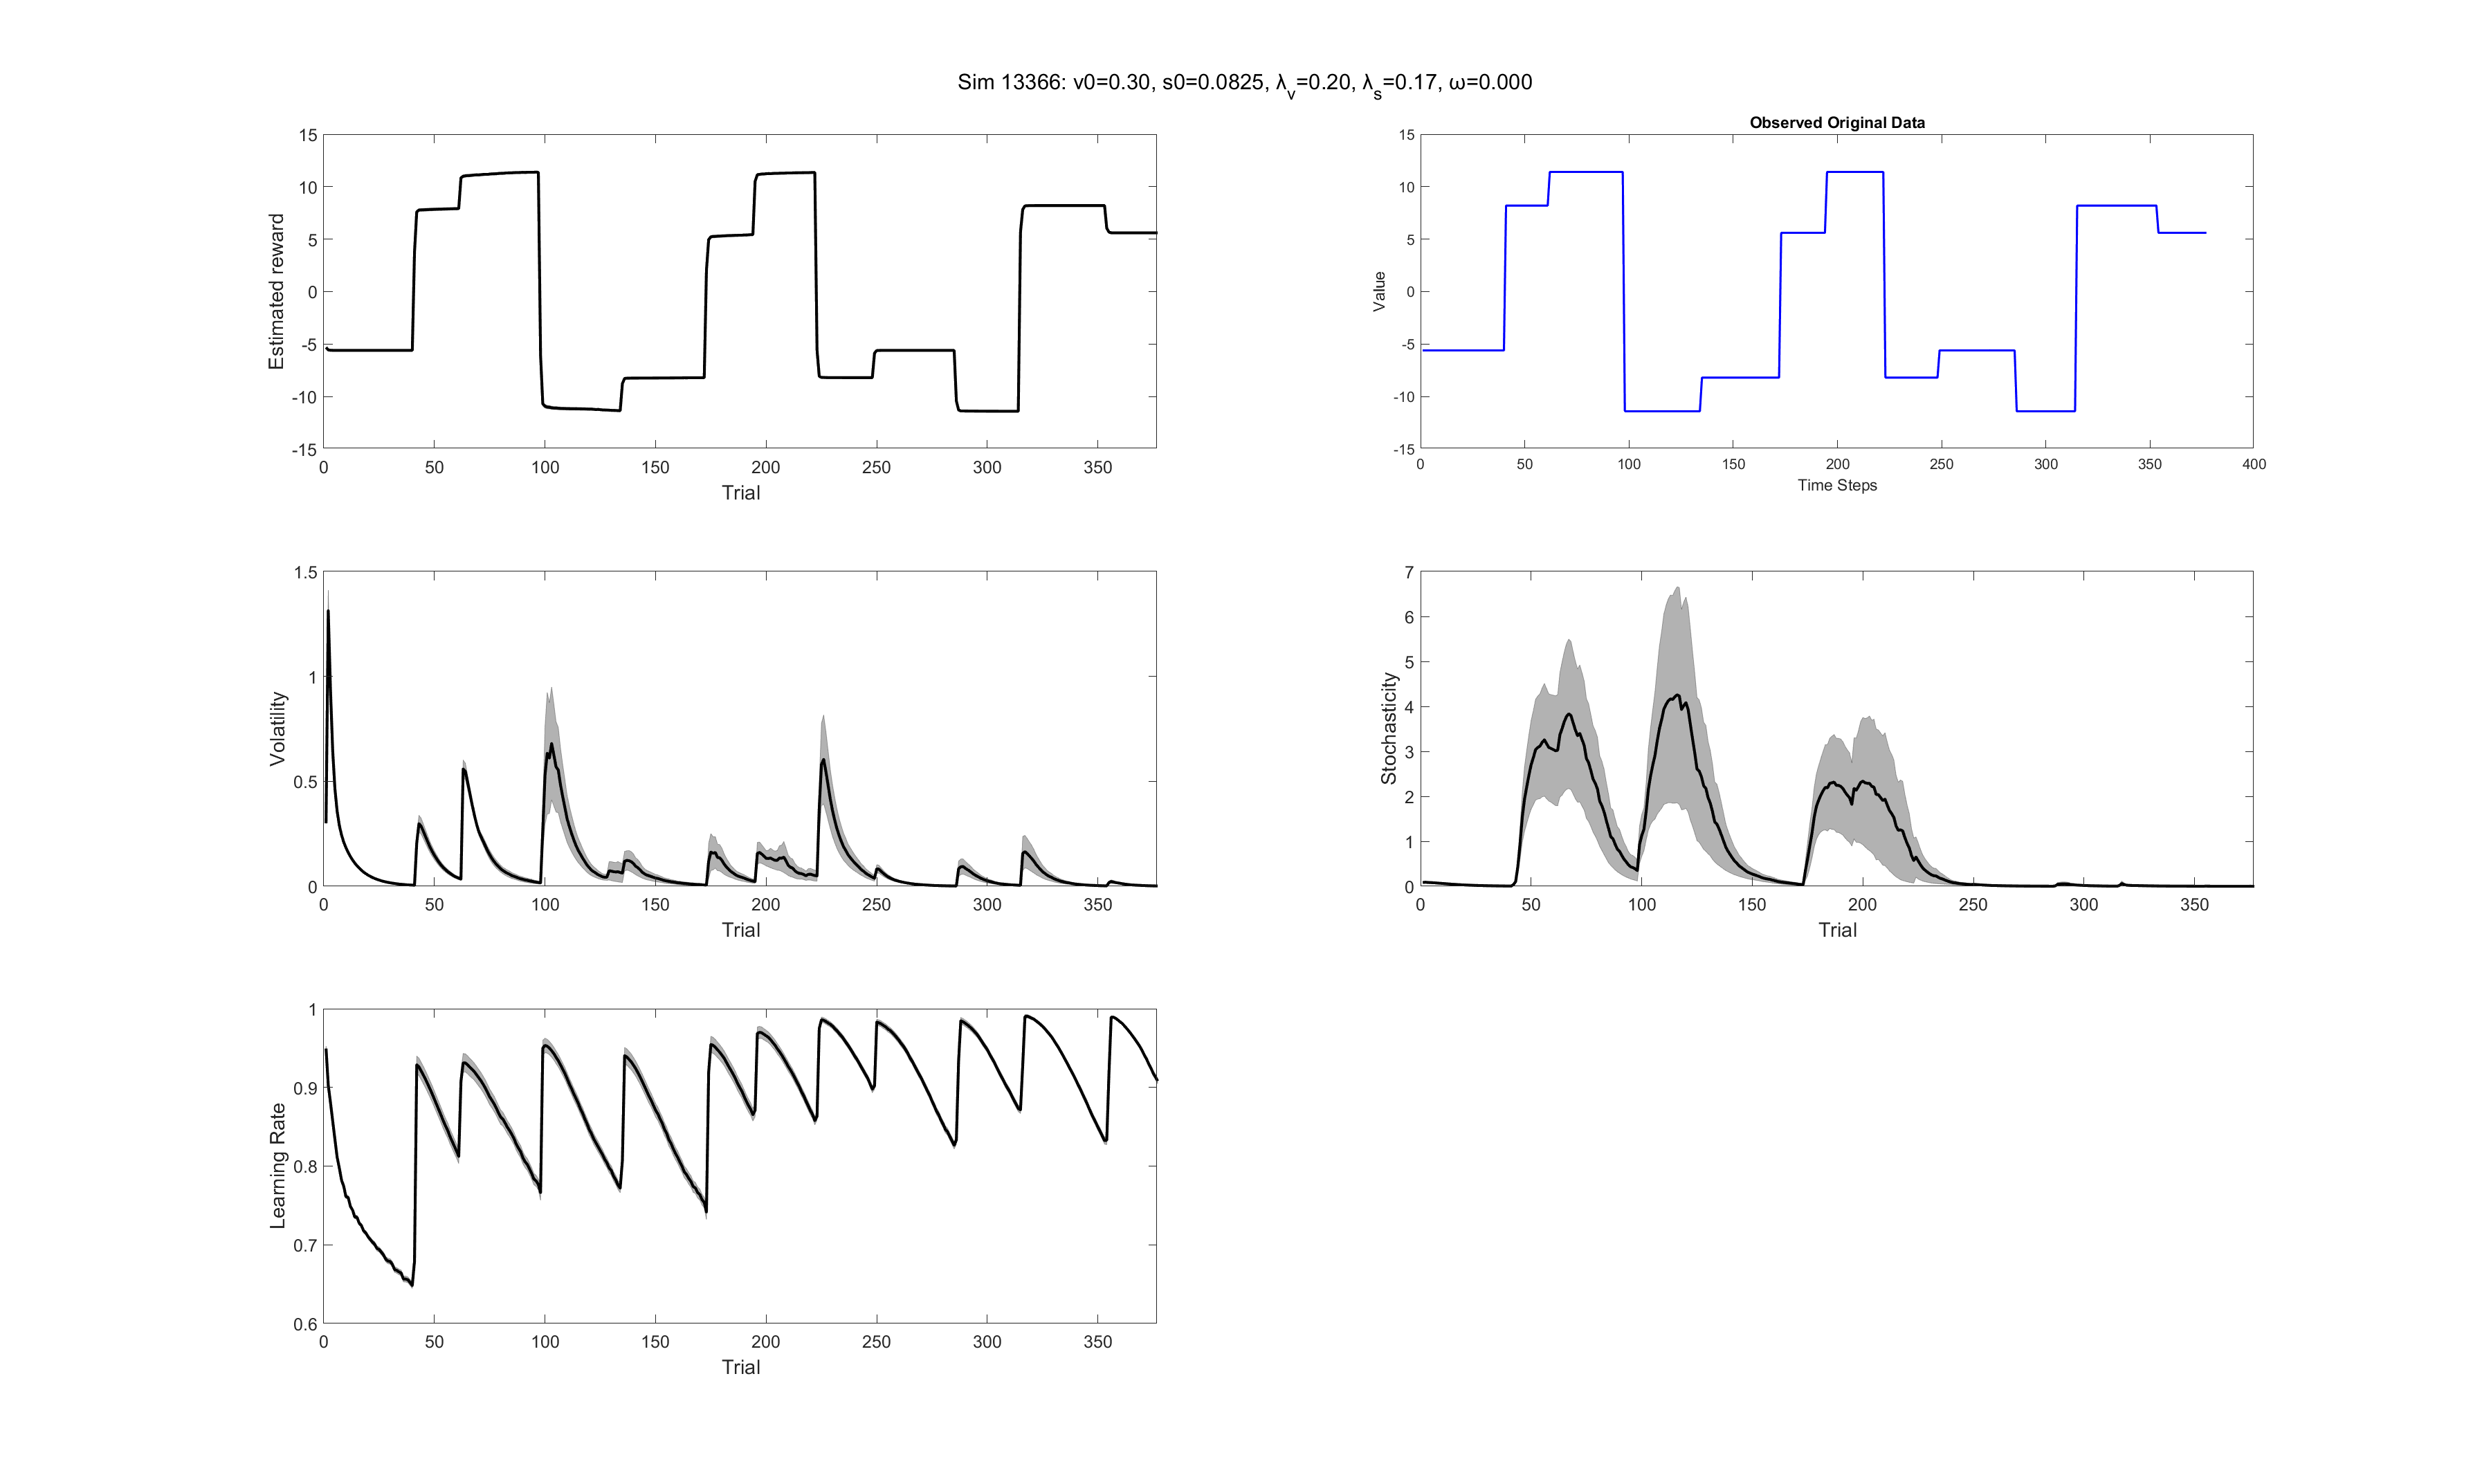 Sim 13366: v0=0.30, s0=0.0825, λ_v=0.20, λ_s=0.17, ω=0.000
15
10
5
0
-5
-10
-15
Estimated reward
0 50 100 150 200 250 300 350
Trial
Observed Original Data
15
10
5
0
-5
-10
-15
Value
0 50 100 150 200 250 300 350 400
Time Steps
1.5
1
0.5
0
Volatility
0 50 100 150 200 250 300 350
Trial
7
6
5
4
3
2
1
0
Stochasticity
0 50 100 150 200 250 300 350
Trial
1
0.9
0.8
0.7
0.6
Learning Rate
0 50 100 150 200 250 300 350
Trial